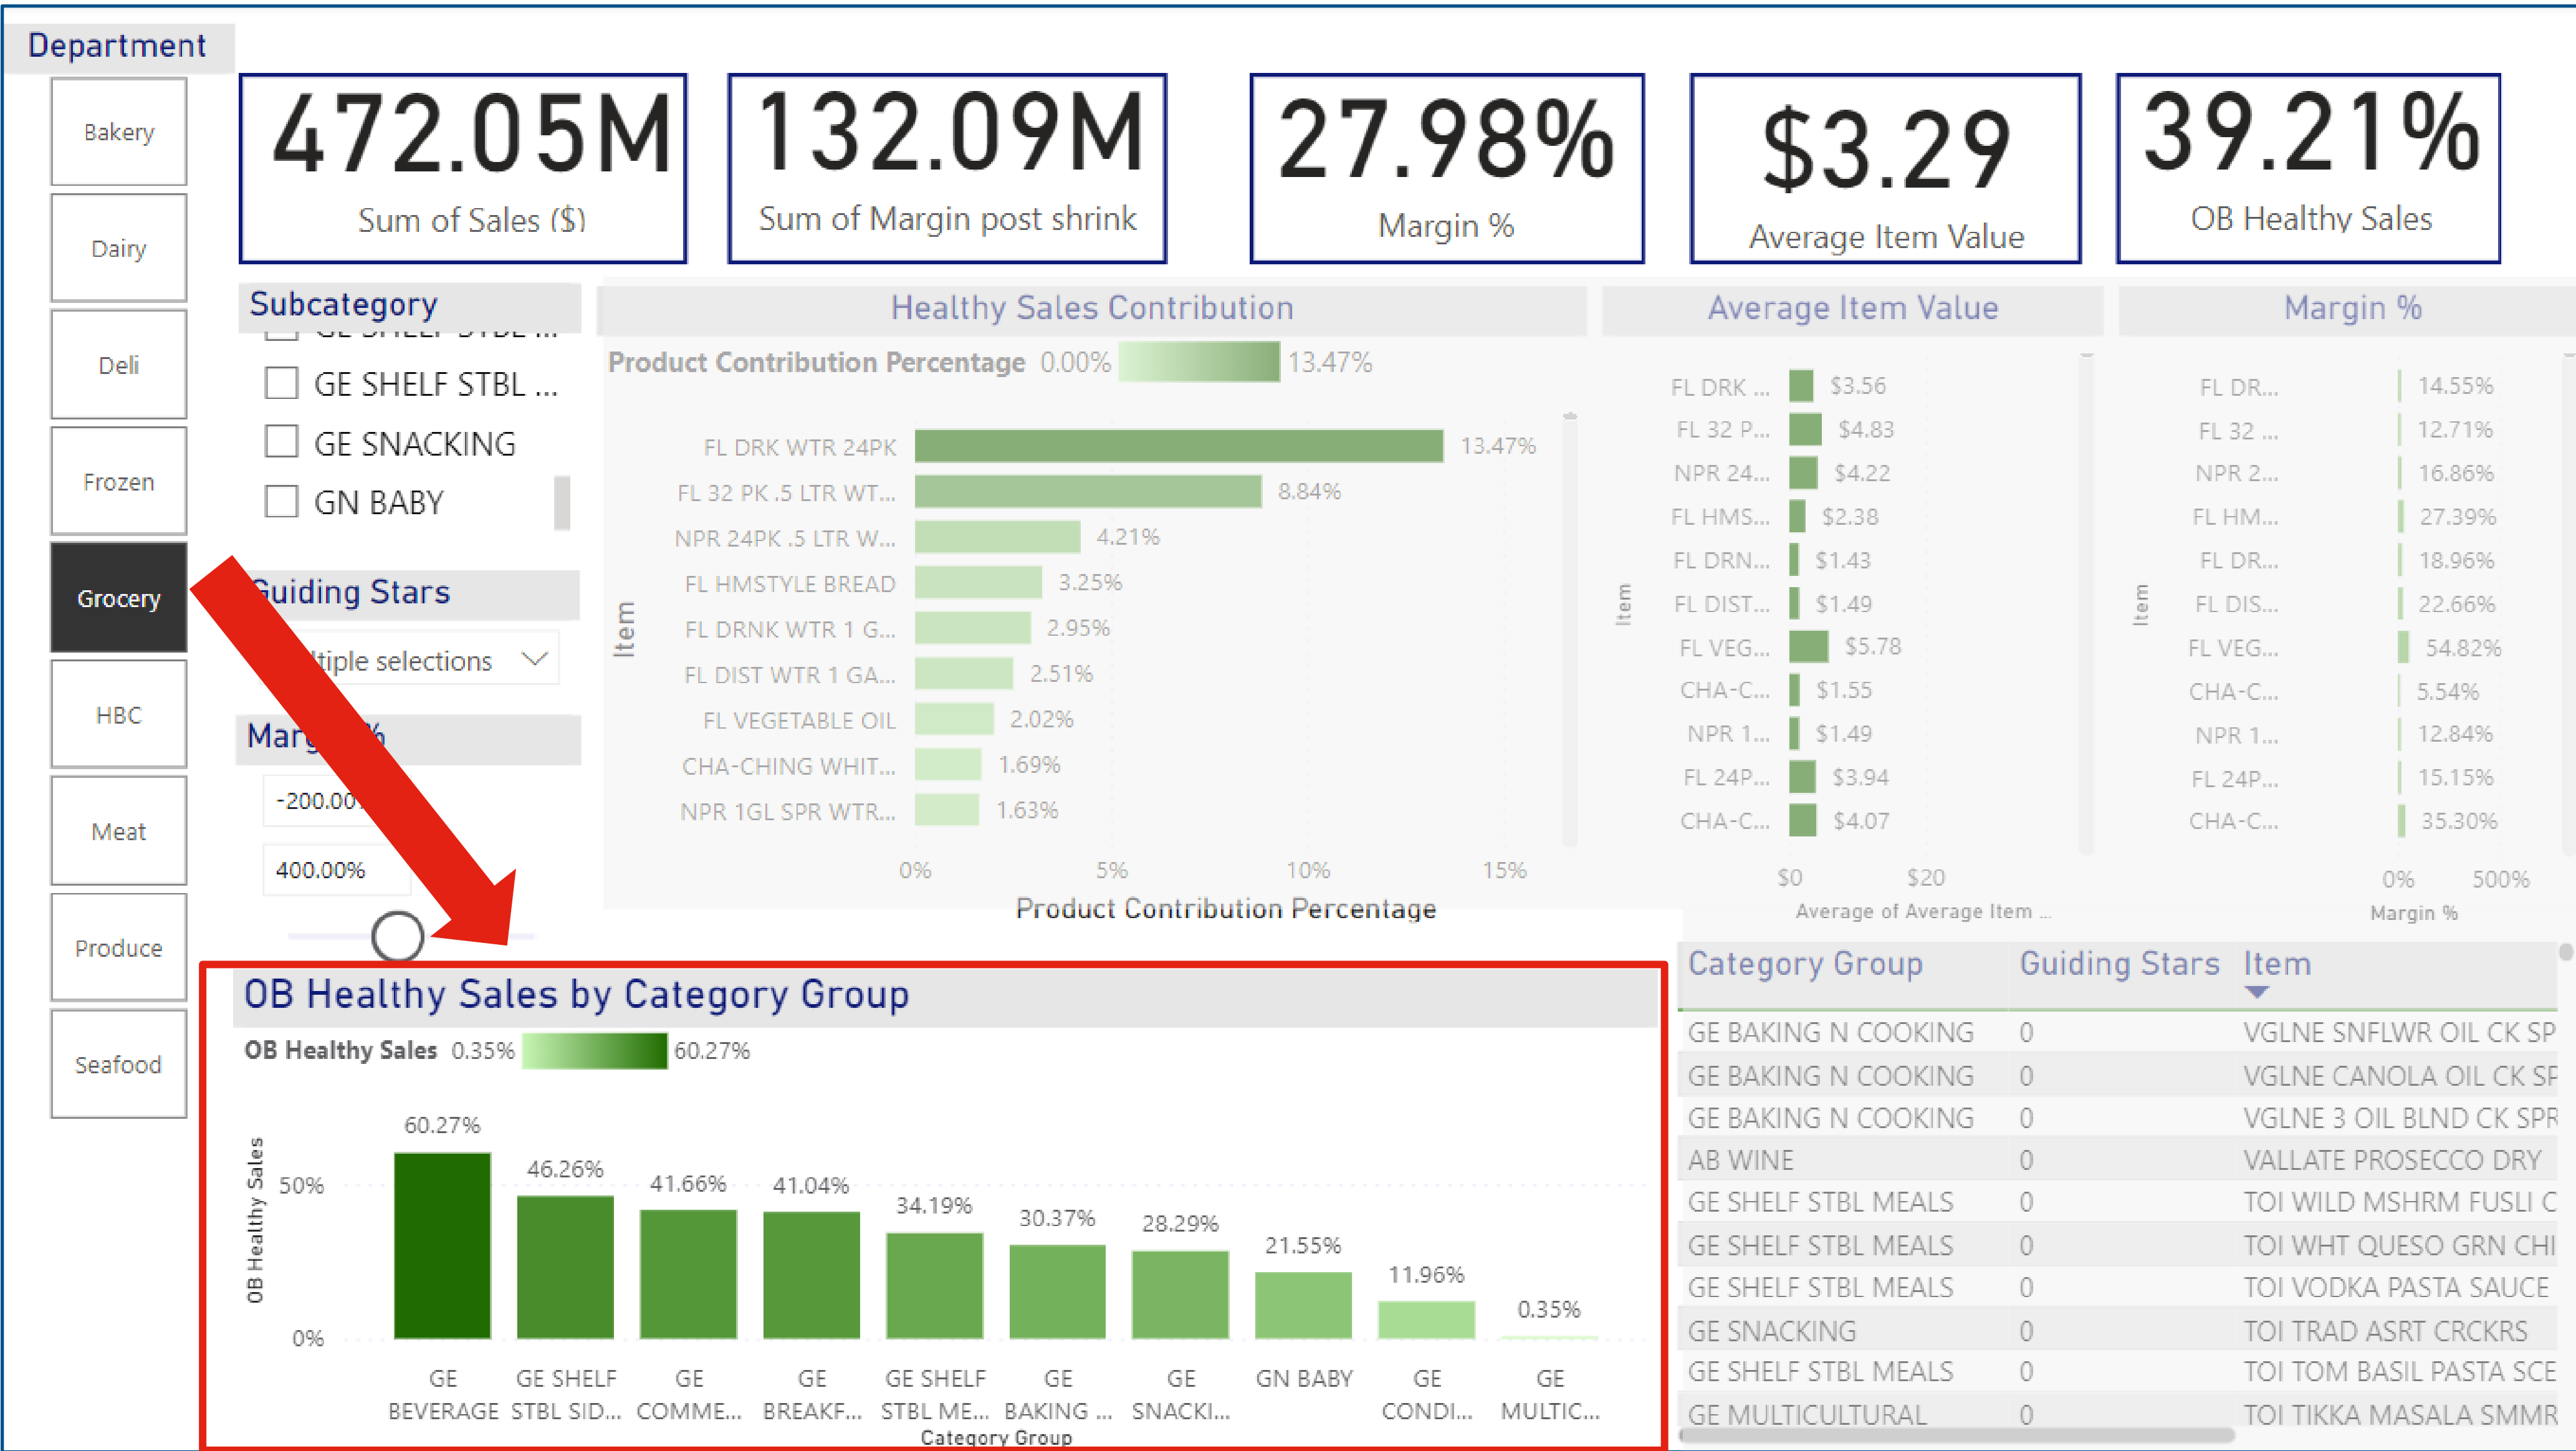 Department
Bakery
Dairy
Deli
Frozen
Grocery
HBC
Meat
Produce
Seafood
472.05M
Sum of Sales ($)
132.09M
Sum of Margin post shrink
27.98%
Margin %
$3.29
Average Item Value
39.21%
OB Healthy Sales
Subcategory
GE SHELF STBL ...
GE SNACKING
GN BABY
Guiding Stars
tiple selections
Margin %
-200.00
400.00%
Healthy Sales Contribution
Product Contribution Percentage 0.00% 13.47%
Item
FL DRK WTR 24PK 13.47%
FL 32 PK .5 LTR WT... 8.84%
NPR 24PK .5 LTR W... 4.21%
FL HMSTYLE BREAD 3.25%
FL DRNK WTR 1 G... 2.95%
FL DIST WTR 1 GA... 2.51%
FL VEGETABLE OIL 2.02%
CHA-CHING WHIT... 1.69%
NPR 1GL SPR WTR... 1.63%
0% 5% 10% 15%
Product Contribution Percentage
Average Item Value
Item
FL DRK ... $3.56
FL 32 P... $4.83
NPR 24... $4.22
FL HMS... $2.38
FL DRN... $1.43
FL DIST... $1.49
FL VEG... $5.78
CHA-C... $1.55
NPR 1... $1.49
FL 24P... $3.94
CHA-C... $4.07
$0 $20
Average of Average Item ...
Margin %
Item
FL DR... 14.55%
FL 32 ... 12.71%
NPR 2... 16.86%
FL HM... 27.39%
FL DR... 18.96%
FL DIS... 22.66%
FL VEG... 54.82%
CHA-C... 5.54%
NPR 1... 12.84%
FL 24P... 15.15%
CHA-C... 35.30%
0% 500%
Margin %
OB Healthy Sales by Category Group
OB Healthy Sales 0.35% 60.27%
OB Healthy Sales
50%
0%
60.27% 46.26% 41.66% 41.04% 34.19% 30.37% 28.29% 21.55% 11.96% 0.35%
GE GE SHELF GE GE GE SHELF GE GE GN BABY GE GE
BEVERAGE STBL SID... COMME... BREAKF... STBL ME... BAKING ... SNACKI... CONDI... MULTIC...
Category Group
Category Group Guiding Stars Item
GE BAKING N COOKING 0 VGLNE SNFLWR OIL CK SP
GE BAKING N COOKING 0 VGLNE CANOLA OIL CK SP
GE BAKING N COOKING 0 VGLNE 3 OIL BLND CK SPR
AB WINE 0 VALLATE PROSECCO DRY
GE SHELF STBL MEALS 0 TOI WILD MSHRM FUSLI C
GE SHELF STBL MEALS 0 TOI WHT QUESO GRN CHI
GE SHELF STBL MEALS 0 TOI VODKA PASTA SAUCE
GE SNACKING 0 TOI TRAD ASRT CRCKRS
GE SHELF STBL MEALS 0 TOI TOM BASIL PASTA SCE
GE MULTICULTURAL 0 TOI TIKKA MASALA SMMR